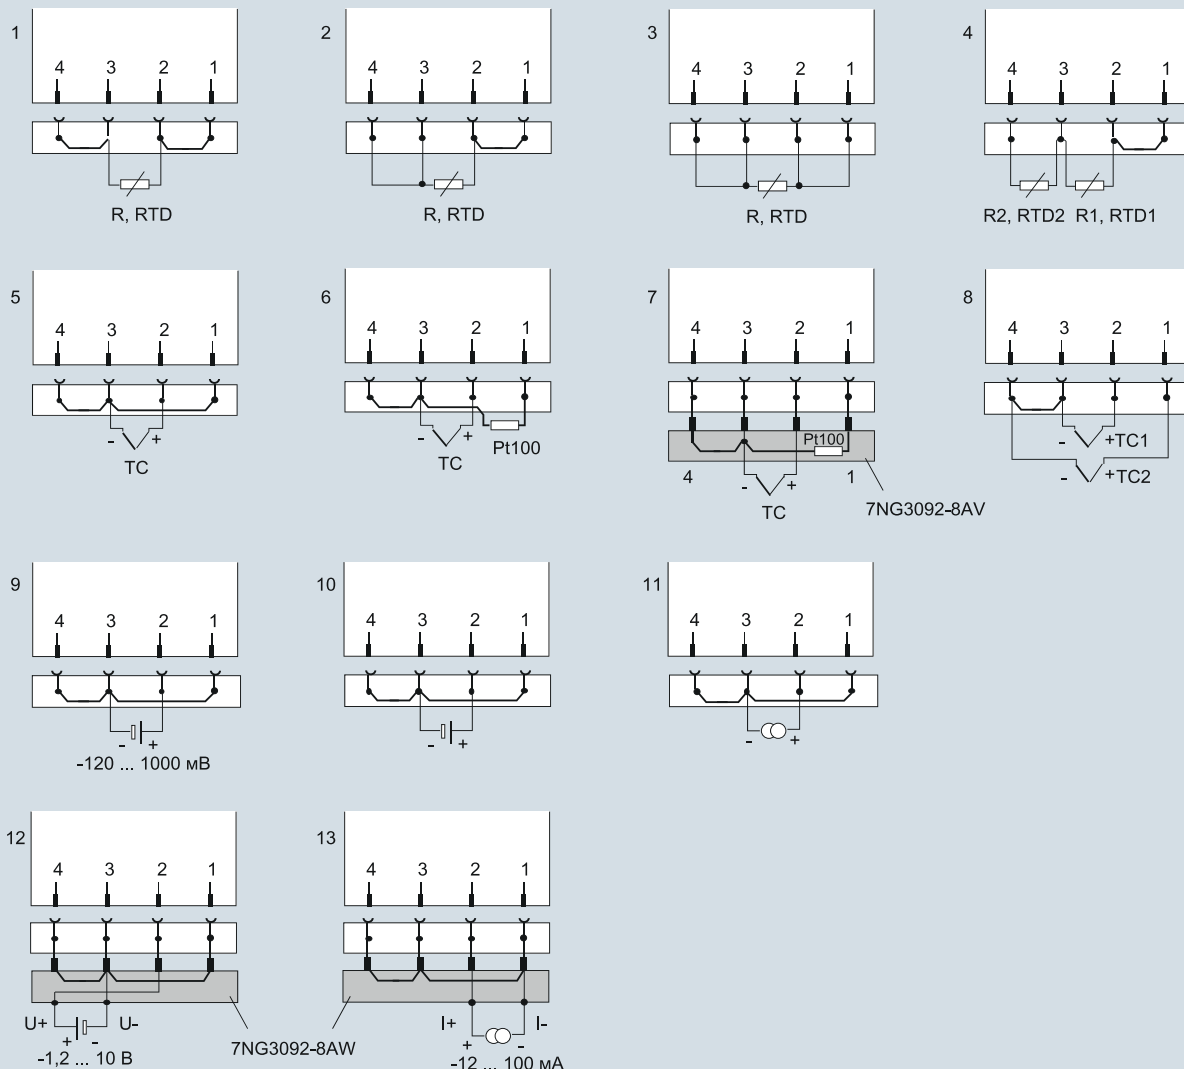 1 2 3 4
4 3 2 1 4 3 2 1 4 3 2 1 4 3 2 1
R, RTD R, RTD R, RTD R2, RTD2 R1, RTD1
5 6 7 8
4 3 2 1 4 3 2 1 4 3 2 1 4 3 2 1
- + - + Pt100 Pt100 - +TC1
TC TC 4 - + 1 - +TC2
TC 7NG3092-8AV
9 10 11
4 3 2 1 4 3 2 1 4 3 2 1
- + - + - +
-120 ... 1000 мВ
12 13
4 3 2 1 4 3 2 1
U+ U- I+ I-
+ - 7NG3092-8AW + -
-1,2 ... 10 В -12 ... 100 мА